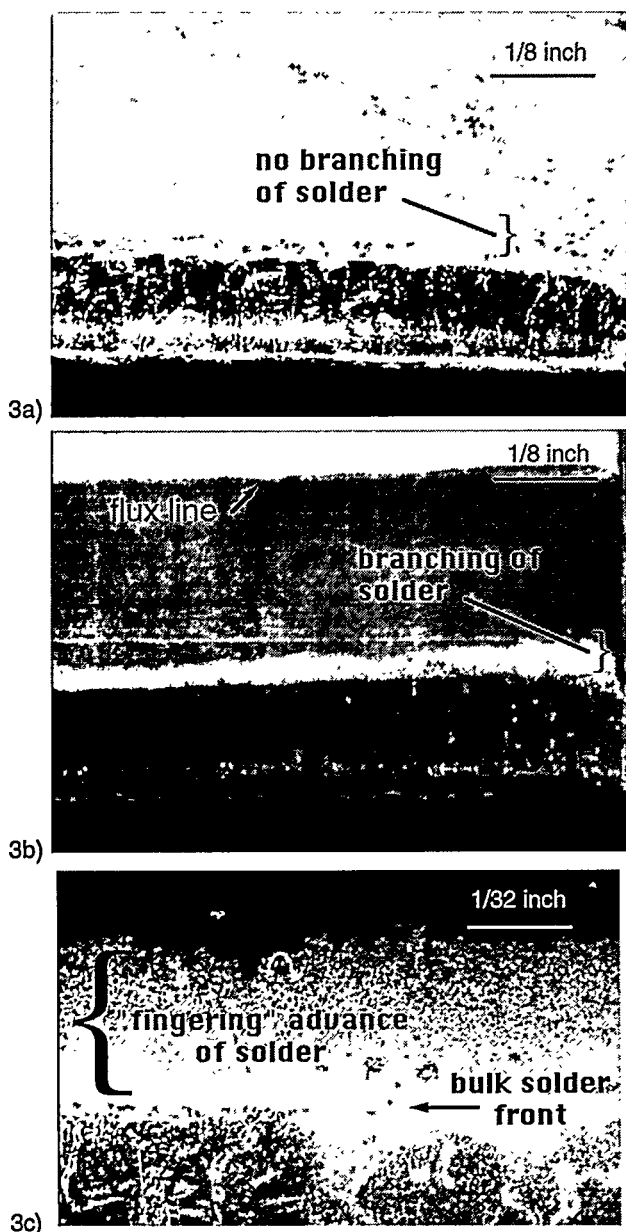 1/8 inch
no branching
of solder
3a)
1/8 inch
flux line
branching of
solder
3b)
1/32 inch
"fingering" advance
of solder
bulk solder
front
3c)